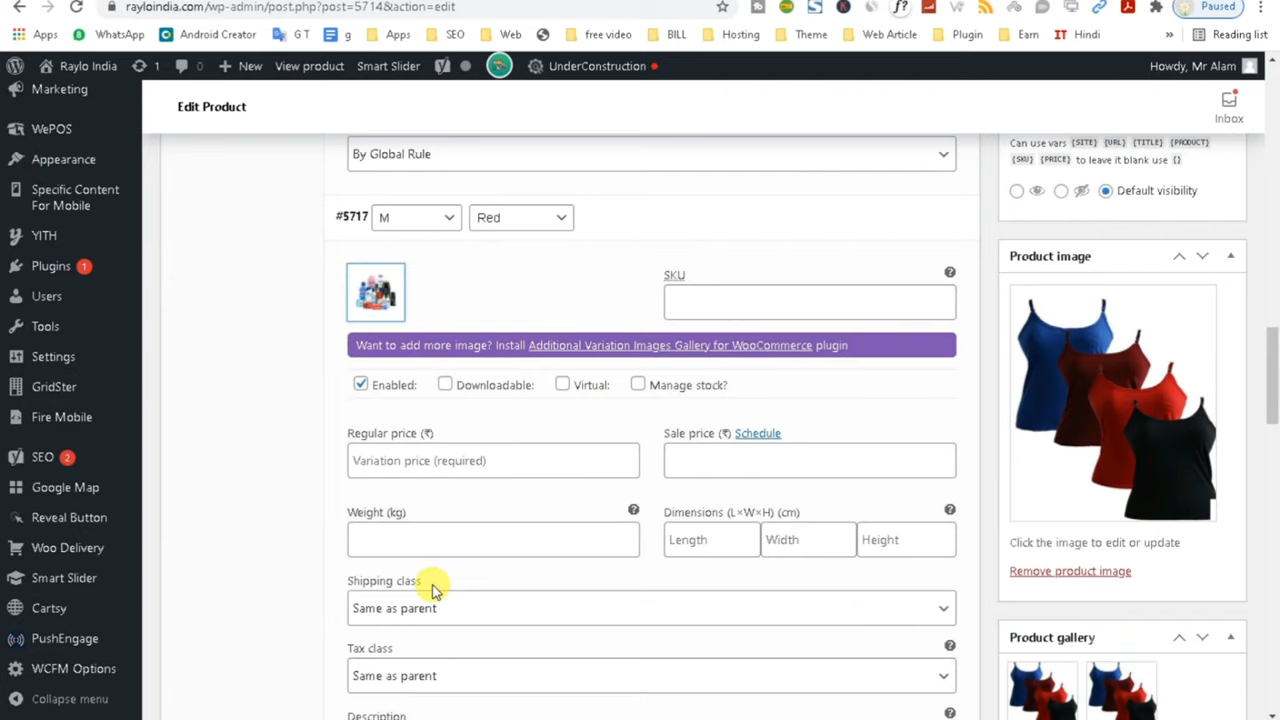 rayloindia.com/wp-admin/post.php?post=5714&action=edit
Paused
Apps WhatsApp Android Creator G T g Apps SEO Web free video BILL Hosting Theme Web Article Plugin Earn IT Hindi » Reading list
Raylo India 1 0 New View product Smart Slider UnderConstruction Howdy, Mr Alam
Marketing
WePOS
Appearance
Specific Content
For Mobile
YITH
Plugins 1
Users
Tools
Settings
GridSter
Fire Mobile
SEO 2
Google Map
Reveal Button
Woo Delivery
Smart Slider
Cartsy
PushEngage
WCFM Options
Collapse menu
Edit Product
Inbox
By Global Rule
#5717 M Red
SKU
Want to add more image? Install Additional Variation Images Gallery for WooCommerce plugin
Enabled: Downloadable: Virtual: Manage stock?
Regular price (₹) Sale price (₹) Schedule
Variation price (required)
Weight (kg) Dimensions (L×W×H) (cm)
Length Width Height
Shipping class
Same as parent
Tax class
Same as parent
Description
Can use vars {SITE} {URL} {TITLE} {PRODUCT}
{SKU} {PRICE} to leave it blank use {}
Default visibility
Product image
Click the image to edit or update
Remove product image
Product gallery